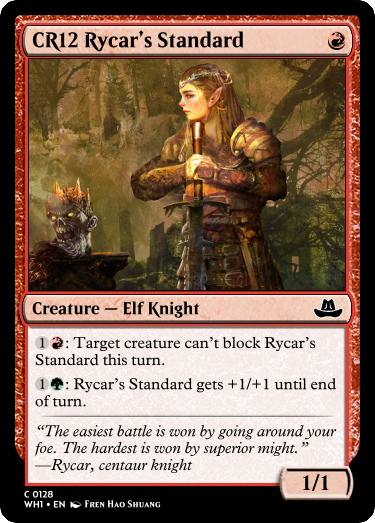 CR12 Rycar's Standard
Creature — Elf Knight
1: Target creature can't block Rycar's
Standard this turn.
1: Rycar's Standard gets +1/+1 until end
of turn.
“The easiest battle is won by going around your
foe. The hardest is won by superior might.”
—Rycar, centaur knight
1/1
C 0128
WH1 • EN Fren Hao Shuang